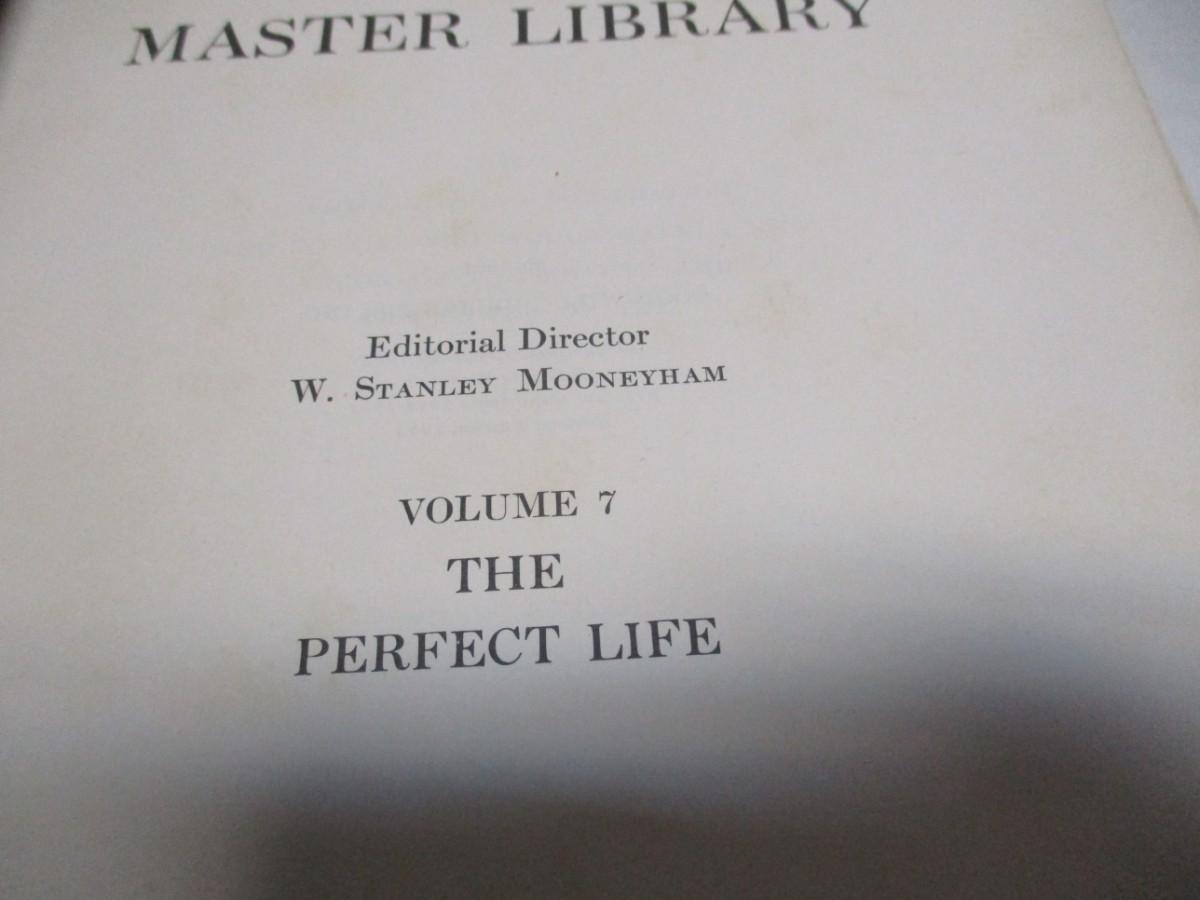 MASTER LIBRARY
Editorial Director
W. STANLEY MOONEYHAM
VOLUME 7
THE
PERFECT LIFE